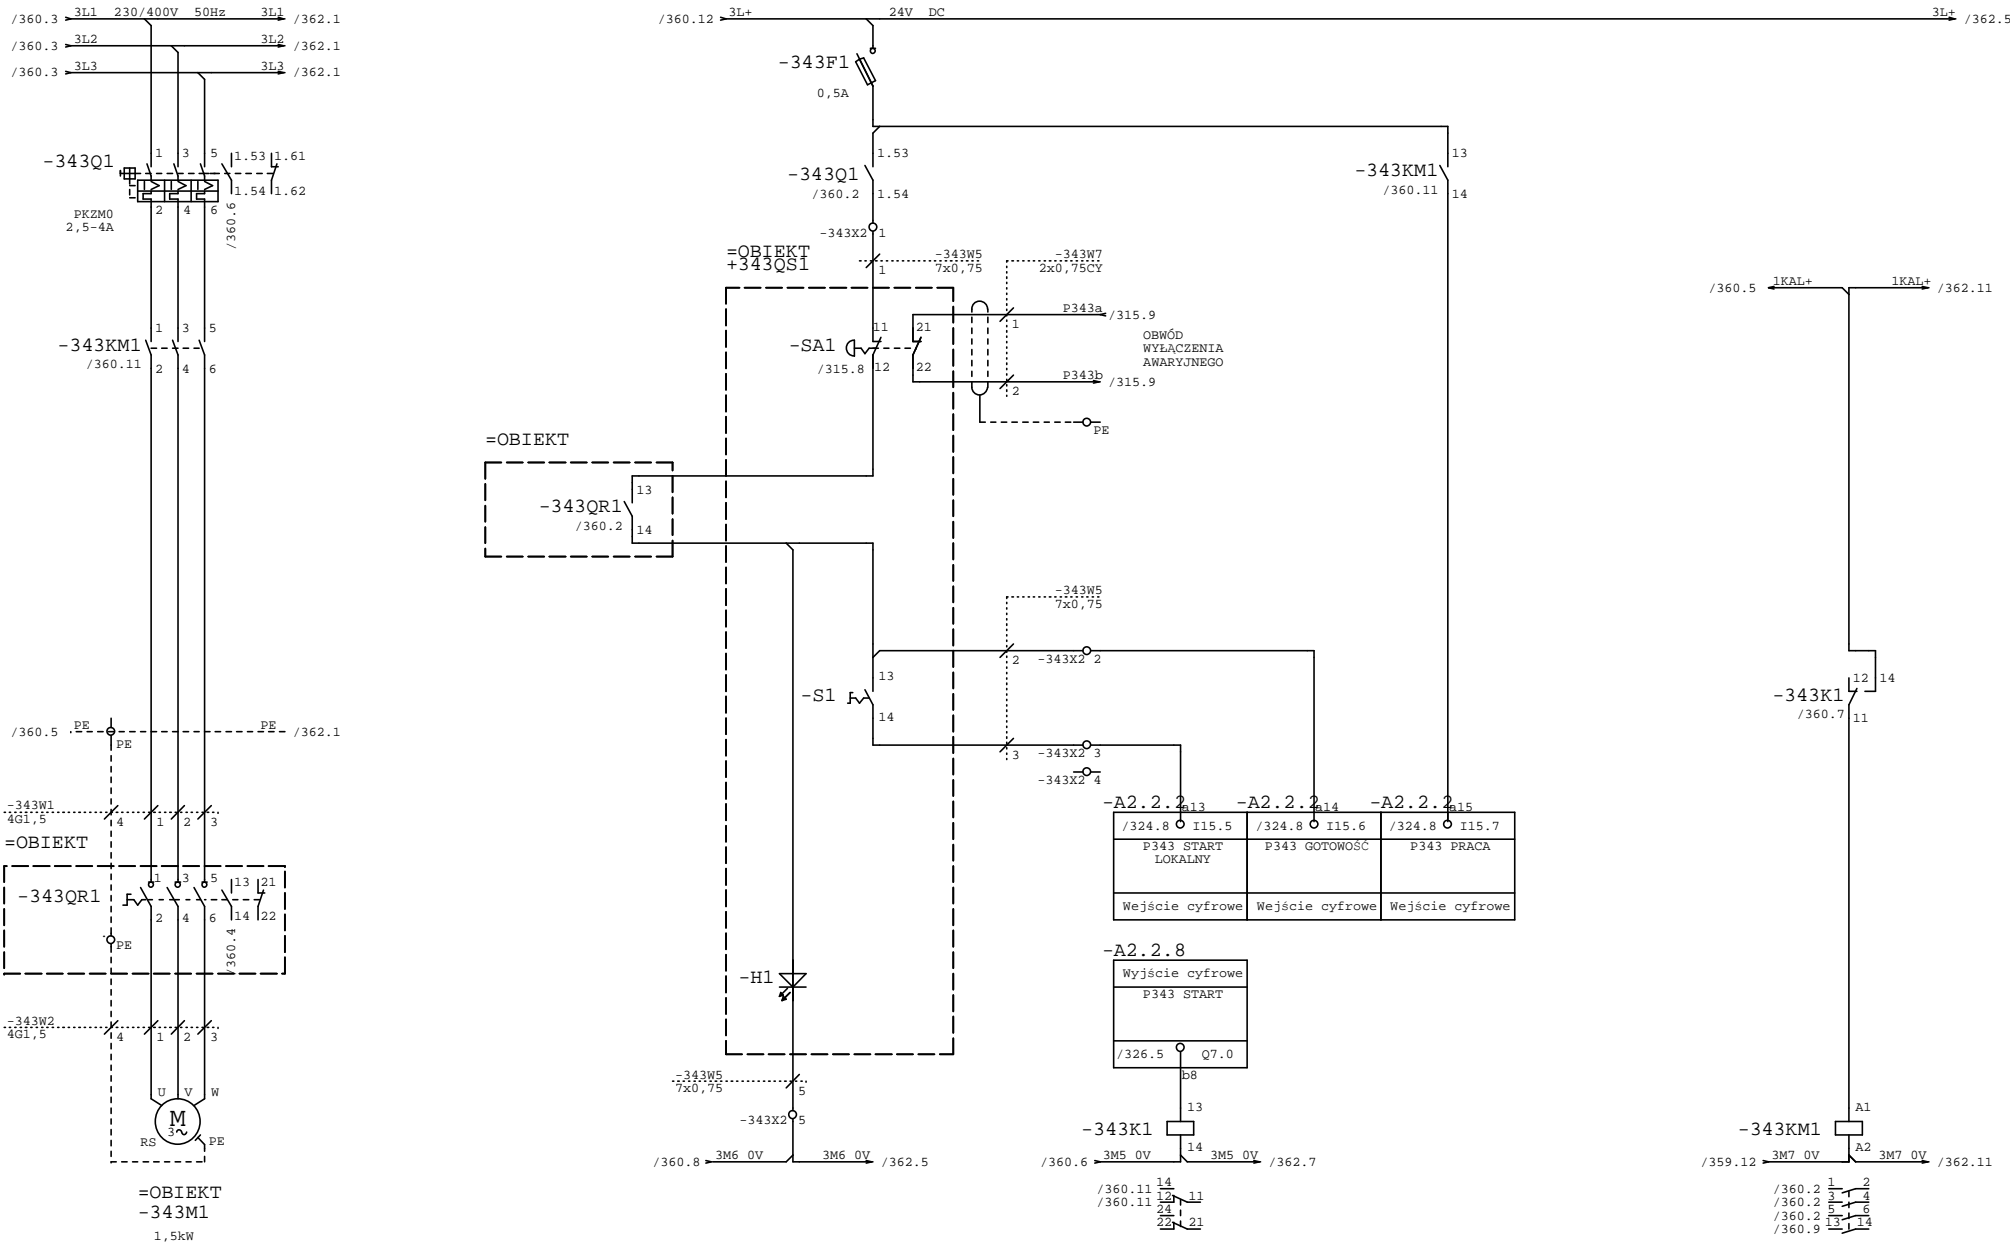 /360.3 3L1 230/400V 50Hz 3L1 /362.1
/360.3 3L2 3L2 /362.1
/360.3 3L3 3L3 /362.1
-343Q1
1 3 5 1.53 1.61
2 4 6 1.54 1.62
PKZM0
2,5-4A
/360.6
-343KM1
/360.11
1 3 5
2 4 6
/360.5 PE PE /362.1
PE
-343W1
4G1,5
4 1 2 3
=OBIEKT
-343QR1
1 3 5 13 21
2 4 6 14 22
PE
/360.4
-343W2
4G1,5
4 1 2 3
U V W
M
3~
RS PE
=OBIEKT
-343M1
1,5kW
/360.12 3L+ 24V DC 3L+ /362.5
-343F1
0,5A
-343Q1
/360.2
1.53
1.54
-343X2 1
=OBIEKT
+343QS1
-343W5
7x0,75
1
-343W7
2x0,75CY
-SA1
/315.8
11 21
12 22
1 P343a /315.9
OBWÓD
WYŁĄCZENIA
AWARYJNEGO
2 P343b /315.9
PE
=OBIEKT
-343QR1
/360.2
13
14
-343W5
7x0,75
2 -343X2 2
-S1
13
14
3 -343X2 3
-343X2 4
-343KM1
/360.11
13
14
-A2.2.2 a13 -A2.2.2 a14 -A2.2.2 a15
/324.8 I15.5 /324.8 I15.6 /324.8 I15.7
P343 START
LOKALNY
P343 GOTOWOŚĆ
P343 PRACA
Wejście cyfrowe Wejście cyfrowe Wejście cyfrowe
-H1
-343W5
7x0,75
5
-343X2 5
/360.8 3M6 0V 3M6 0V /362.5
-A2.2.8
Wyjście cyfrowe
P343 START
/326.5 Q7.0
b8
-343K1
13
14
/360.6 3M5 0V 3M5 0V /362.7
14
/360.11
/360.11 12 11
24
22 21
/360.5 1KAL+ 1KAL+ /362.11
-343K1
/360.7
12 14
11
-343KM1
A1
A2
/359.12 3M7 0V 3M7 0V /362.11
/360.2 1 2
/360.2 3 4
/360.2 5 6
/360.9 13 14